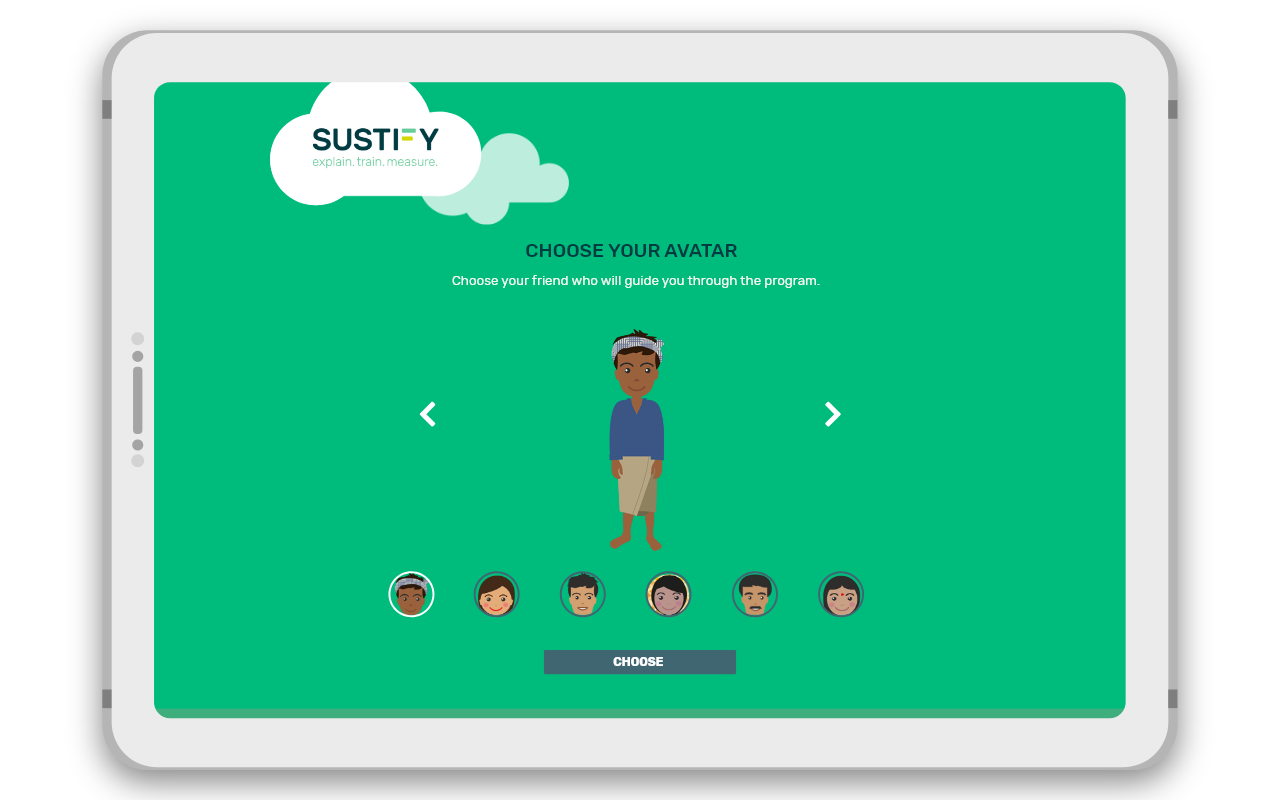 SUSTIFY
explain. train. measure.
CHOOSE YOUR AVATAR
Choose your friend who will guide you through the program.
CHOOSE